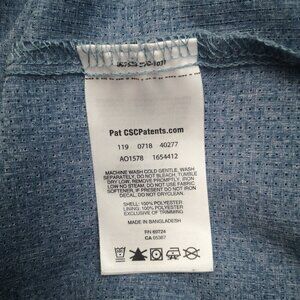 Pat CSCPatents.com
119 0718 40277
AO1578 1654412
MACHINE WASH COLD GENTLE, WASH
SEPARATELY, DO NOT BLEACH, TUMBLE
DRY LOW, REMOVE PROMPTLY, IRON
LOW NO STEAM, DO NOT USE FABRIC
SOFTENER, IF PRESENT DO NOT IRON
DECAL, DO NOT DRYCLEAN.
SHELL: 100% POLYESTER
LINING: 100% POLYESTER
EXCLUSIVE OF TRIMMING
MADE IN BANGLADESH
RN 69724
CA 05367